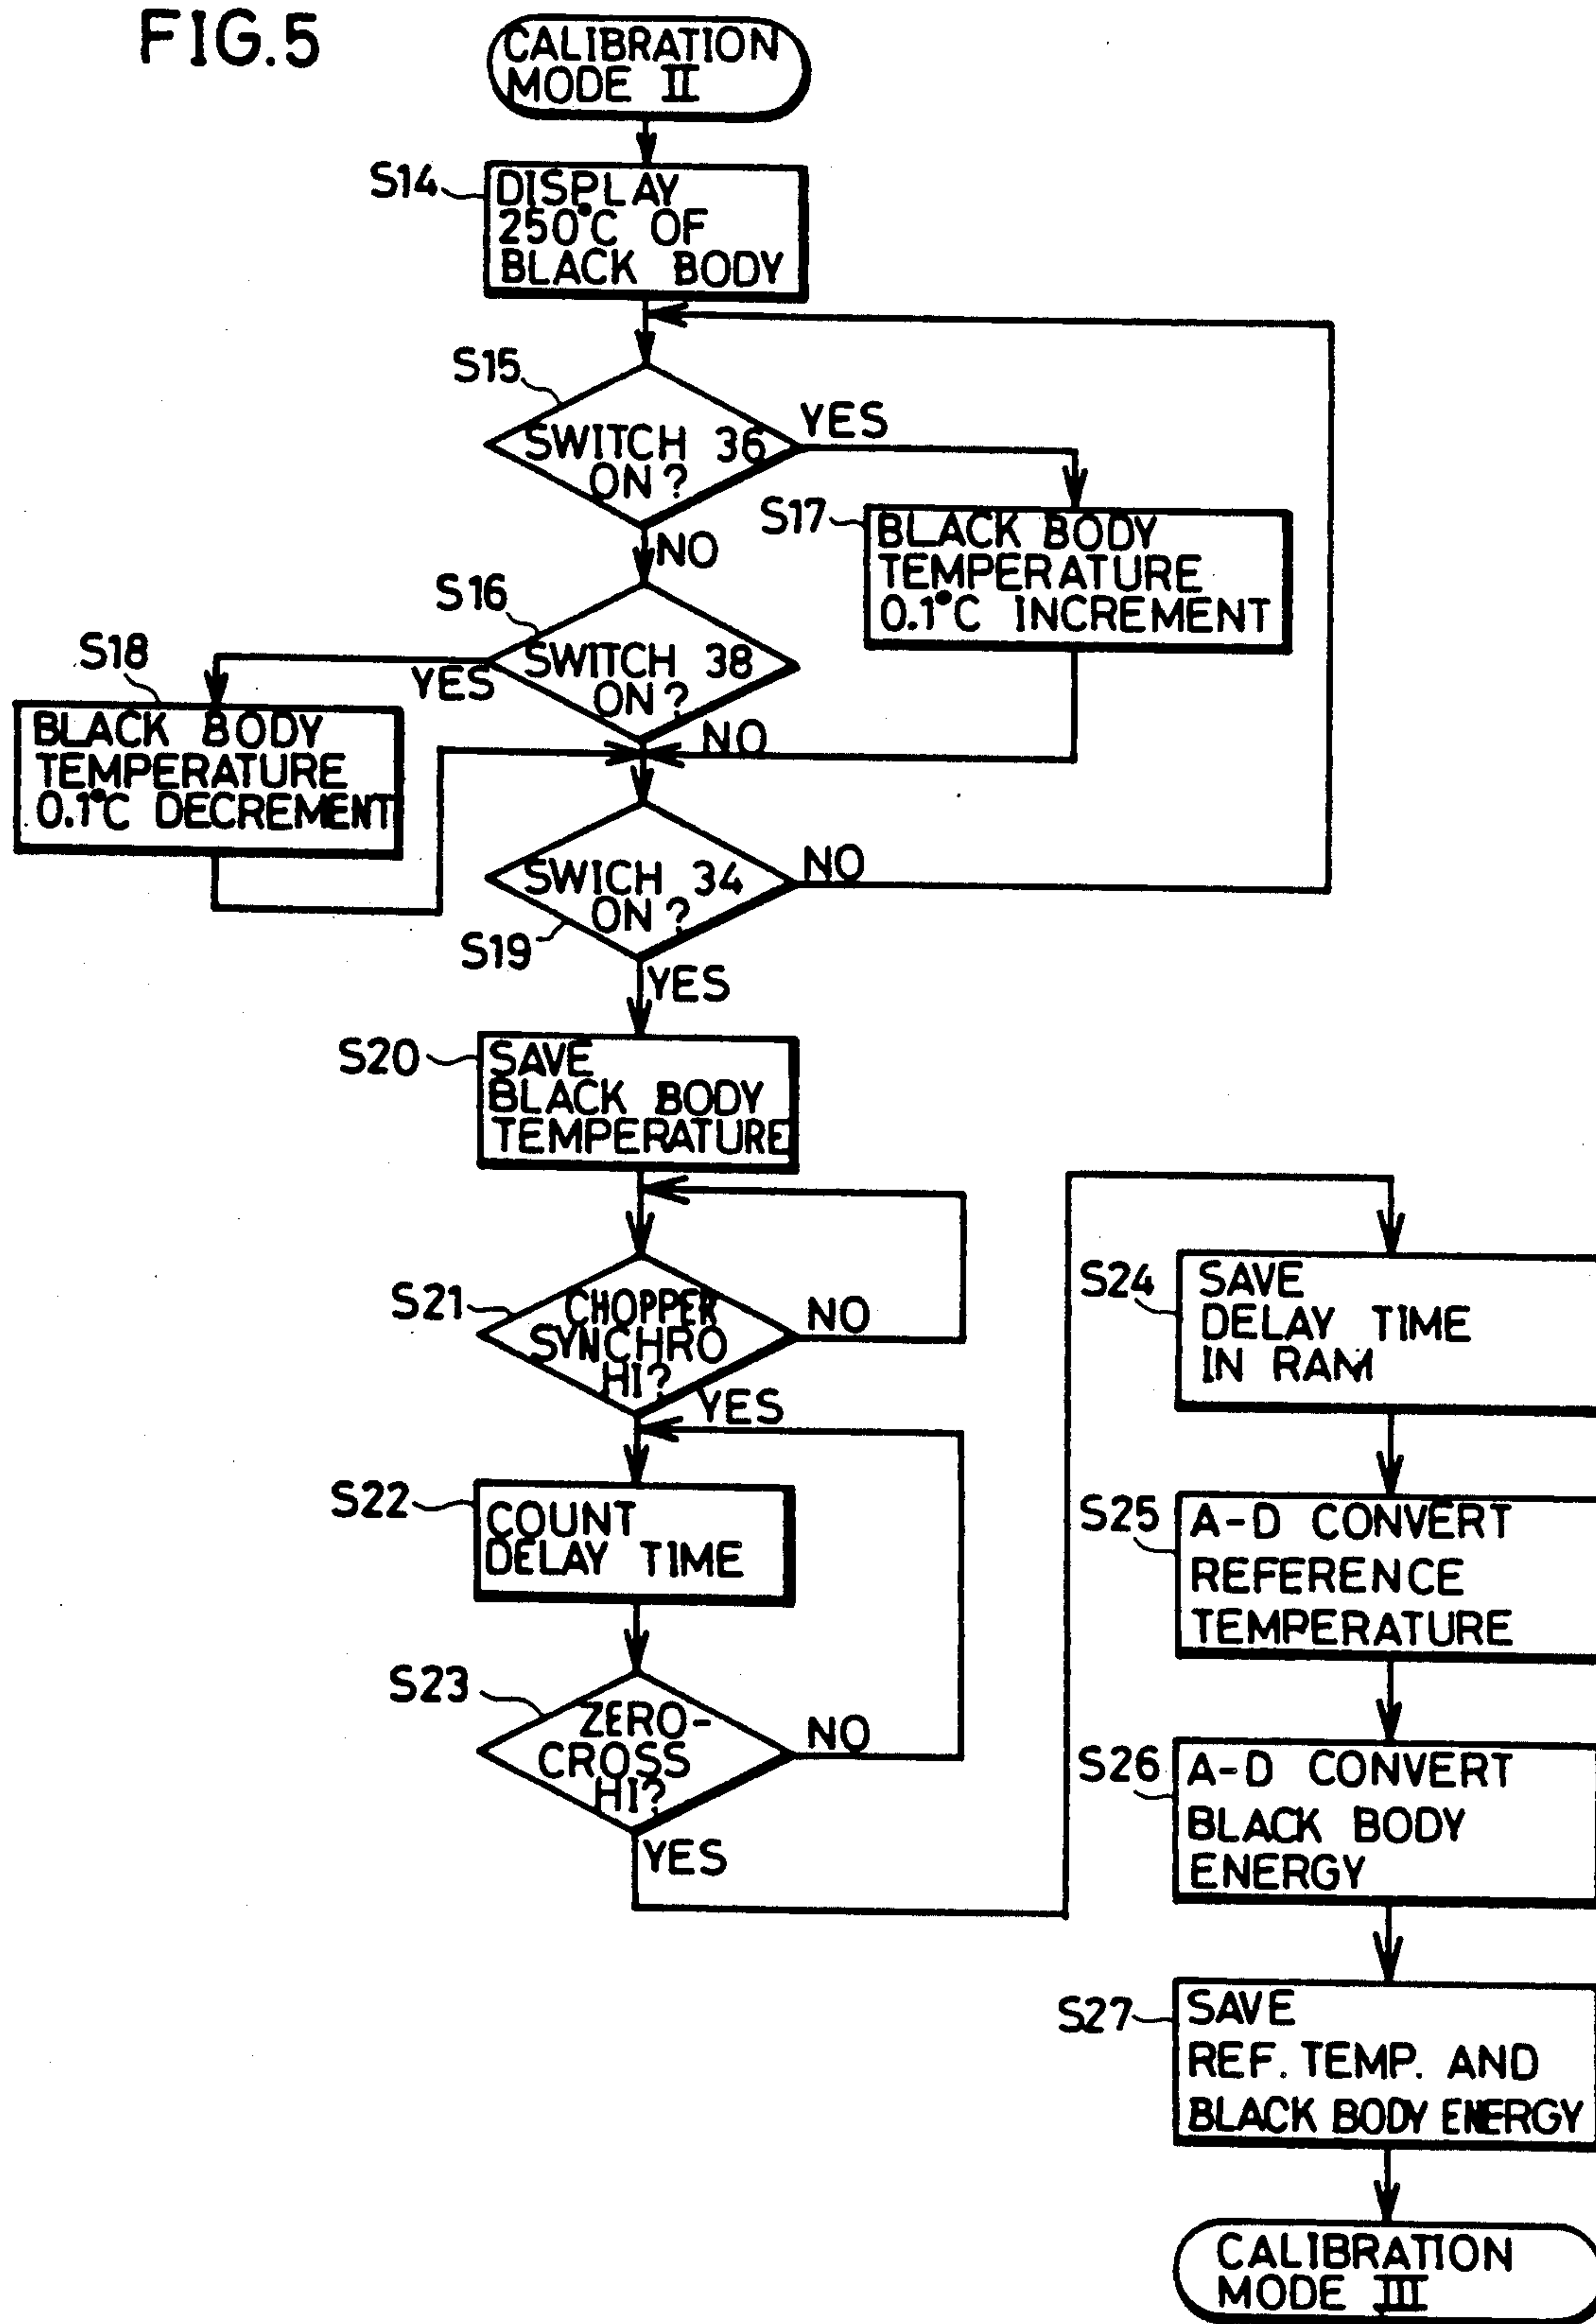 FIG.5
CALIBRATION
MODE II
S14
DISPLAY
250°C OF
BLACK BODY
S15
SWITCH 36
ON?
YES
NO
S17
BLACK BODY
TEMPERATURE
0.1°C INCREMENT
S16
SWITCH 38
ON?
YES
NO
S18
BLACK BODY
TEMPERATURE
0.1°C DECREMENT
SWICH 34
ON?
NO
S19
YES
S20
SAVE
BLACK BODY
TEMPERATURE
S21
CHOPPER
SYNCHRO
HI?
NO
YES
S22
COUNT
DELAY TIME
S23
ZERO-
CROSS
HI?
NO
YES
S24
SAVE
DELAY TIME
IN RAM
S25
A-D CONVERT
REFERENCE
TEMPERATURE
S26
A-D CONVERT
BLACK BODY
ENERGY
S27
SAVE
REF. TEMP. AND
BLACK BODY ENERGY
CALIBRATION
MODE III